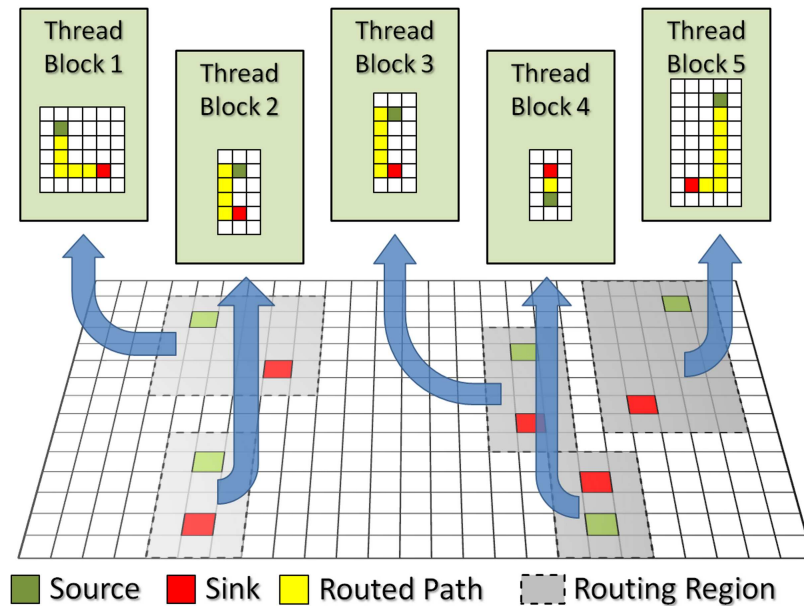 Thread
Block 1
Thread
Block 2
Thread
Block 3
Thread
Block 4
Thread
Block 5
Source
Sink
Routed Path
Routing Region